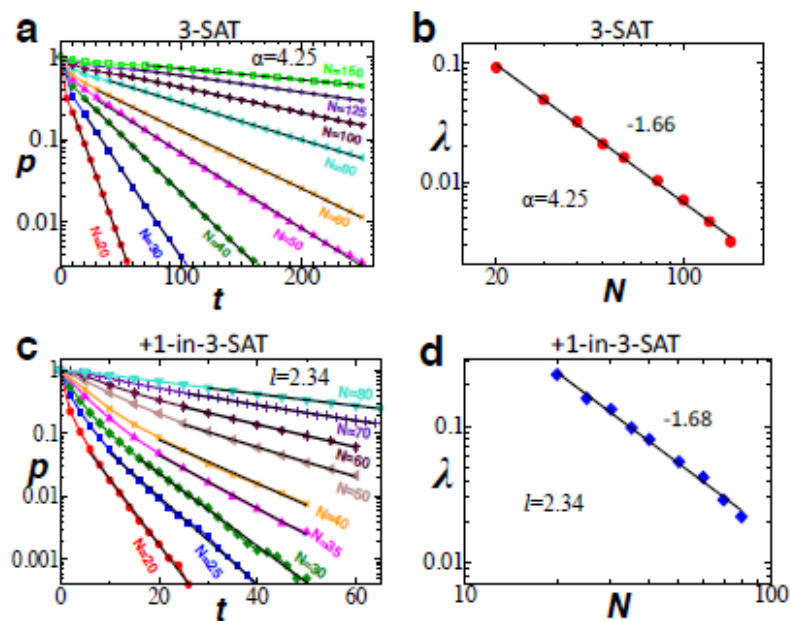 a
3-SAT
α=4.25
1
0.1
0.01
p
N=150
N=125
N=100
N=80
N=60
N=50
N=40
N=30
N=20
0
100
200
t
b
3-SAT
0.1
0.01
λ
-1.66
α=4.25
20
100
N
c
+1-in-3-SAT
l=2.34
1
0.1
0.01
0.001
p
N=80
N=70
N=60
N=50
N=40
N=35
N=30
N=25
N=20
0
20
40
60
t
d
+1-in-3-SAT
0.1
0.01
λ
-1.68
l=2.34
10
100
N